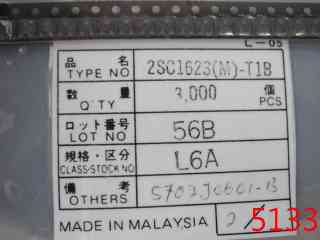 L-05
品 名
TYPE NO 2SC1623(M)-T1B
数 量 3,000 個
Q'TY PCS
ロット番号
LOT NO 56B
規格・区分
CLASS-STOCK NO L6A
備 考
OTHERS
MADE IN MALAYSIA 2/
5133